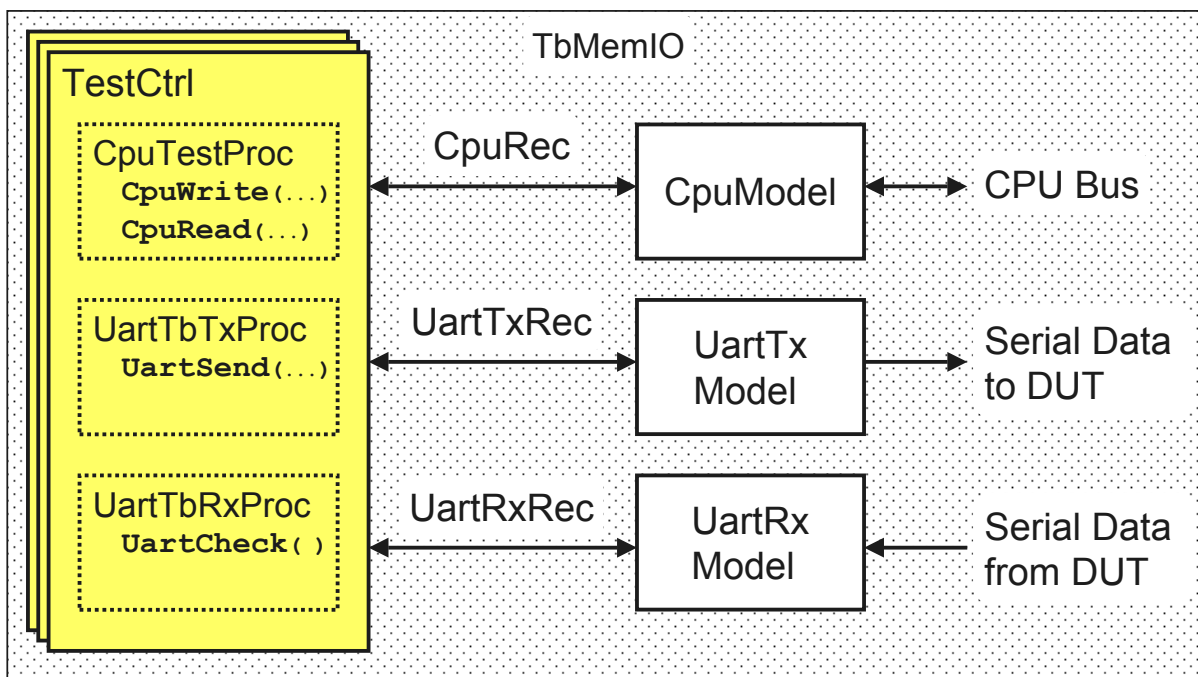 TbMemIO
TestCtrl
CpuTestProc
CpuWrite(...)
CpuRead(...)
CpuRec
CpuModel
CPU Bus
UartTbTxProc
UartSend(...)
UartTxRec
UartTx
Model
Serial Data
to DUT
UartTbRxProc
UartCheck( )
UartRxRec
UartRx
Model
Serial Data
from DUT